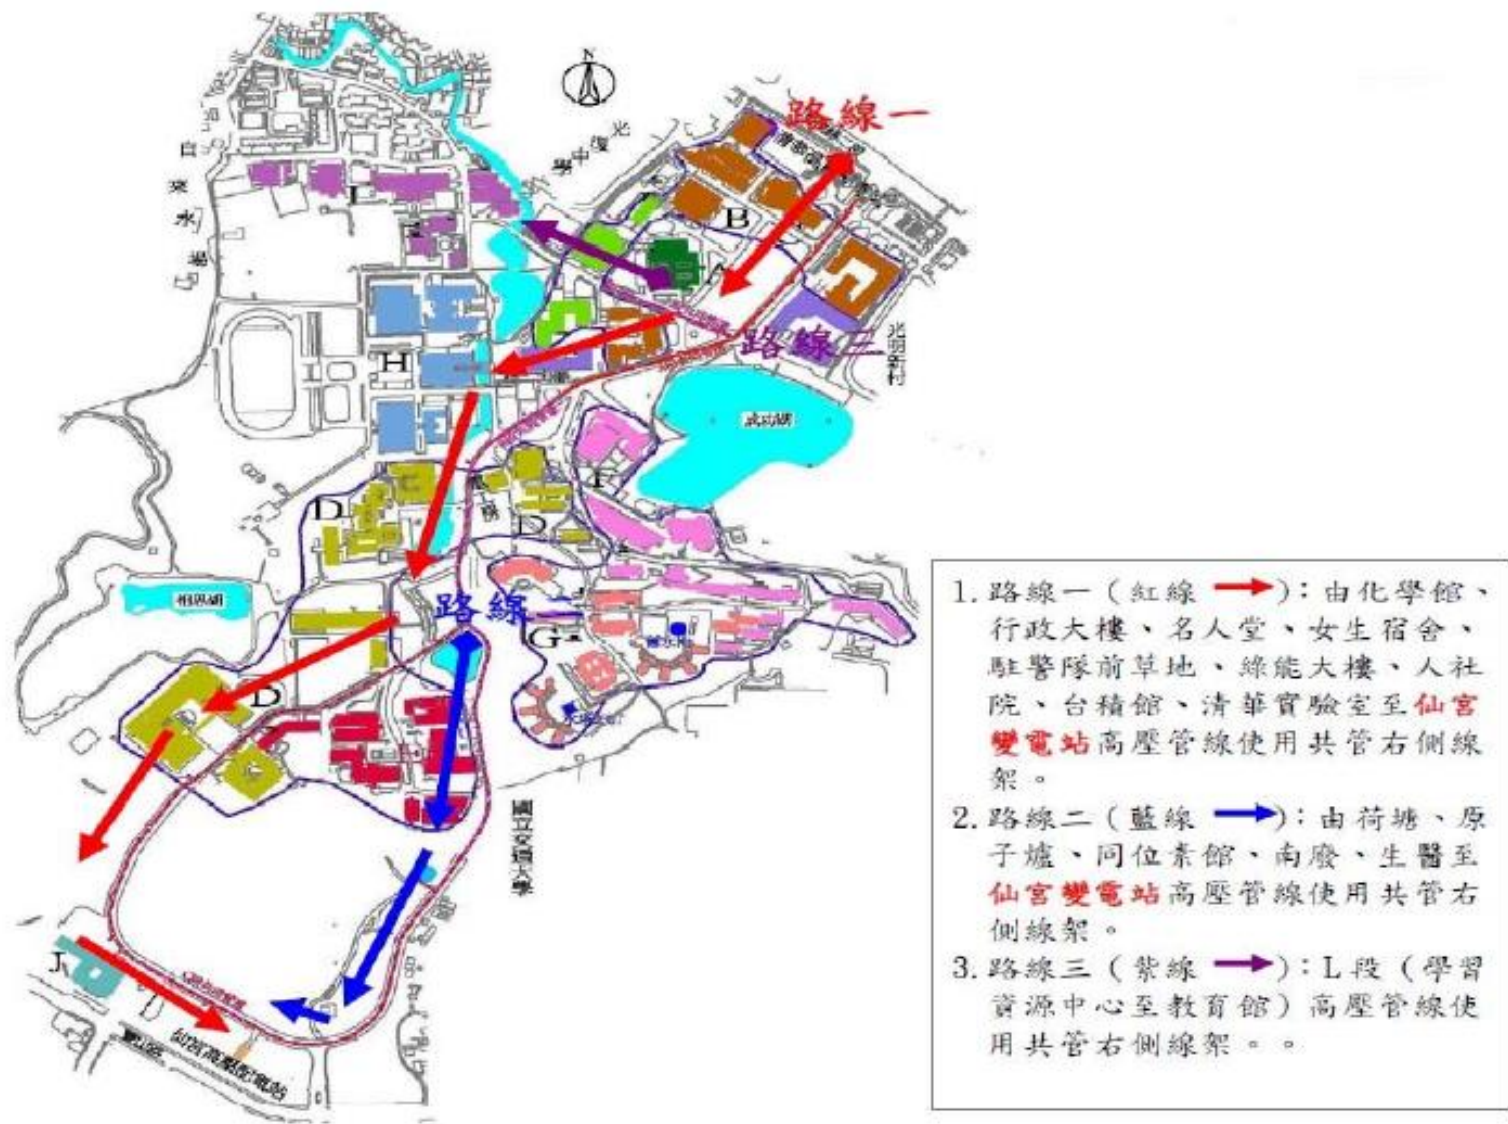 N
路線一
光復中學
B
A
I
路線三
光明新村
H
成功湖
F
D
D
相思湖
路線二
G
D
國立交通大學
J
仙宮高壓配電站
寶山路
1. 路線一（紅線 ）：由化學館、
行政大樓、名人堂、女生宿舍、
駐警隊前草地、綠能大樓、人社
院、台積館、清華實驗室至仙宮
變電站高壓管線使用共管右側線
架。
2. 路線二（藍線 ）：由荷塘、原
子爐、同位素館、南廢、生醫至
仙宮變電站高壓管線使用共管右
側線架。
3. 路線三（紫線 ）：L段（學習
資源中心至教育館）高壓管線使
用共管右側線架。。